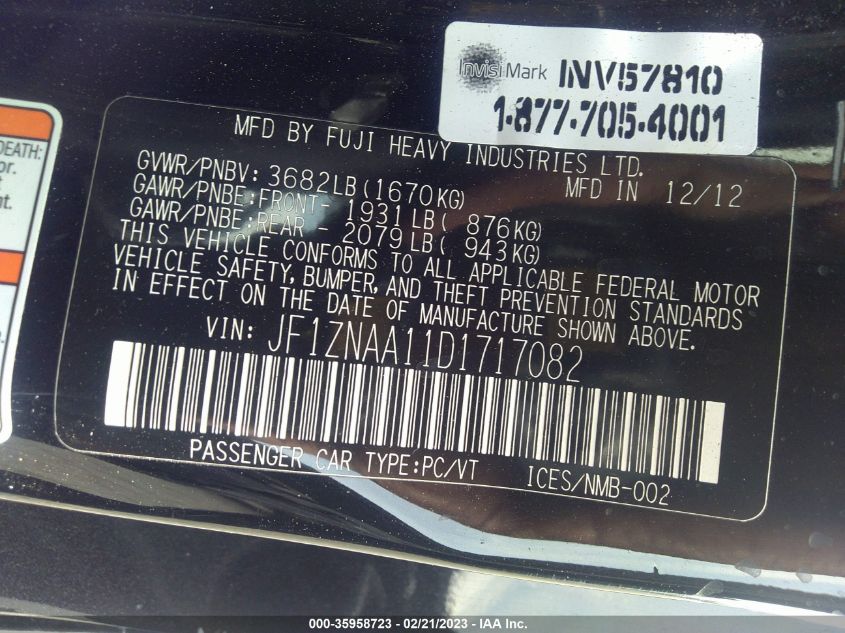 InvisiMark INV57810
1·877·705·4001
DEATH:
or.
nt.
MFD BY FUJI HEAVY INDUSTRIES LTD.
GVWR/PNBV: 3682LB(1670KG) MFD IN 12/12
GAWR/PNBE:FRONT- 1931LB( 876KG)
GAWR/PNBE:REAR - 2079LB( 943KG)
THIS VEHICLE CONFORMS TO ALL APPLICABLE FEDERAL MOTOR
VEHICLE SAFETY, BUMPER, AND THEFT PREVENTION STANDARDS
IN EFFECT ON THE DATE OF MANUFACTURE SHOWN ABOVE.
VIN: JF1ZNAA11D1717082
PASSENGER CAR TYPE:PC/VT ICES/NMB-002
000-35958723 — 02/21/2023 — IAA Inc.